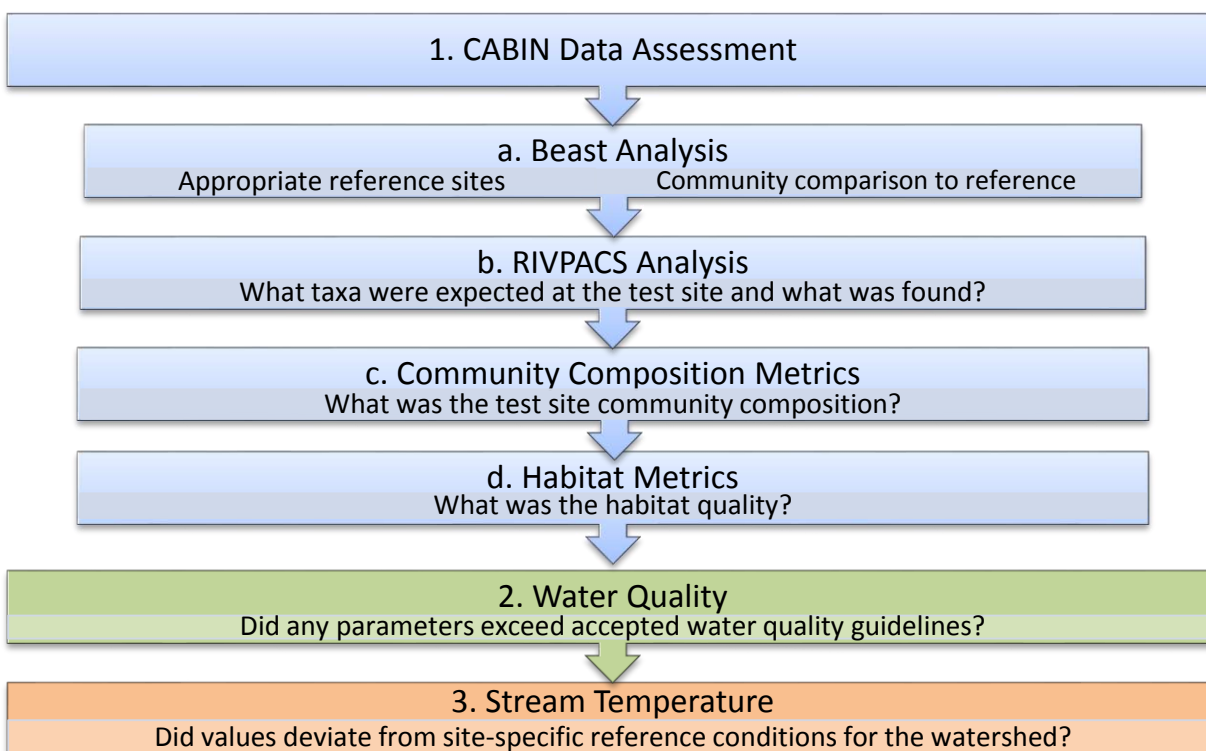 1. CABIN Data Assessment
a. Beast Analysis
Appropriate reference sites Community comparison to reference
b. RIVPACS Analysis
What taxa were expected at the test site and what was found?
c. Community Composition Metrics
What was the test site community composition?
d. Habitat Metrics
What was the habitat quality?
2. Water Quality
Did any parameters exceed accepted water quality guidelines?
3. Stream Temperature
Did values deviate from site-specific reference conditions for the watershed?